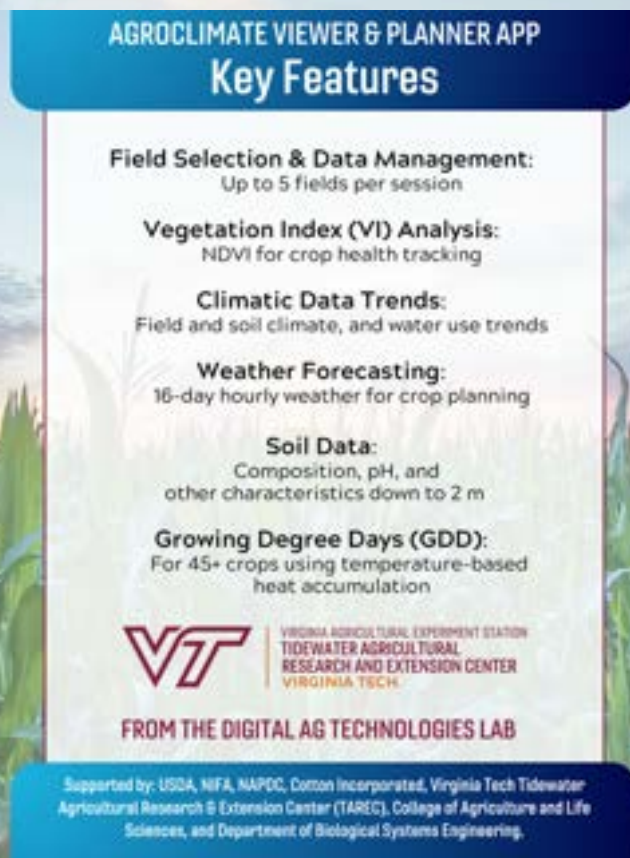 AGROCLIMATE VIEWER & PLANNER APP
Key Features
Field Selection & Data Management:
Up to 5 fields per session
Vegetation Index (VI) Analysis:
NDVI for crop health tracking
Climatic Data Trends:
Field and soil climate, and water use trends
Weather Forecasting:
16-day hourly weather for crop planning
Soil Data:
Composition, pH, and
other characteristics down to 2 m
Growing Degree Days (GDD):
For 45+ crops using temperature-based
heat accumulation
VT
VIRGINIA AGRICULTURAL EXPERIMENT STATION
TIDEWATER AGRICULTURAL
RESEARCH AND EXTENSION CENTER
VIRGINIA TECH
FROM THE DIGITAL AG TECHNOLOGIES LAB
Supported by: USDA, NIFA, NAPDC, Cotton Incorporated, Virginia Tech Tidewater
Agricultural Research & Extension Center (TAREC), College of Agriculture and Life
Sciences, and Department of Biological Systems Engineering.